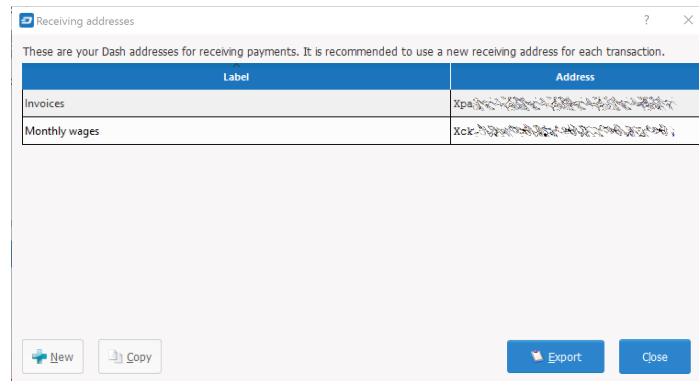 Receiving addresses ?
These are your Dash addresses for receiving payments. It is recommended to use a new receiving address for each transaction.
Label Address
Invoices
Monthly wages
New Copy Export Close